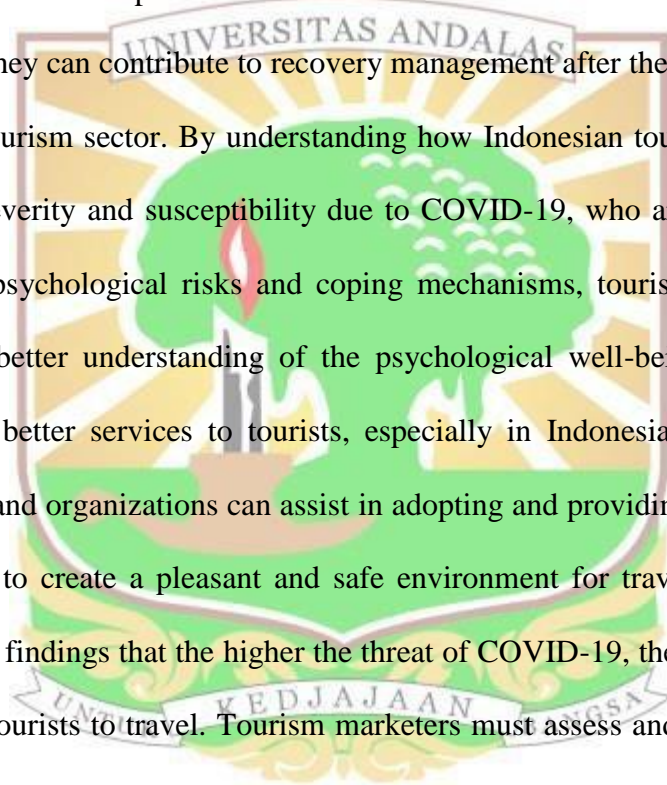 UNIVERSITAS ANDALAS
hey can contribute to recovery management after the
urism sector. By understanding how Indonesian tou
verity and susceptibility due to COVID-19, who a
psychological risks and coping mechanisms, touris
better understanding of the psychological well-be
better services to tourists, especially in Indonesia
and organizations can assist in adopting and providin
to create a pleasant and safe environment for trav
findings that the higher the threat of COVID-19, the
ourists to travel. Tourism marketers must assess and
UNTUK KEDJAJAAN BANGSA